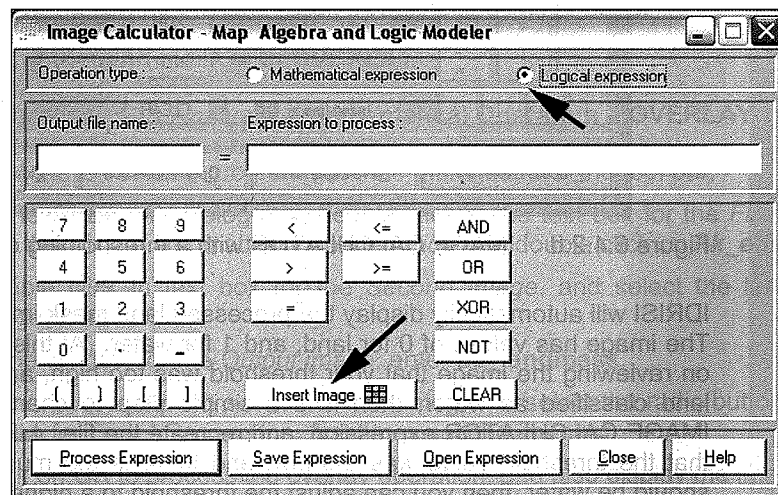 Image Calculator - Map Algebra and Logic Modeler
Operation type : Mathematical expression Logical expression
Output file name : Expression to process :
=
7 8 9 < <= AND
4 5 6 > >= OR
1 2 3 = XOR
0 . - NOT
( ) [ ] Insert Image CLEAR
Process Expression Save Expression Open Expression Close Help